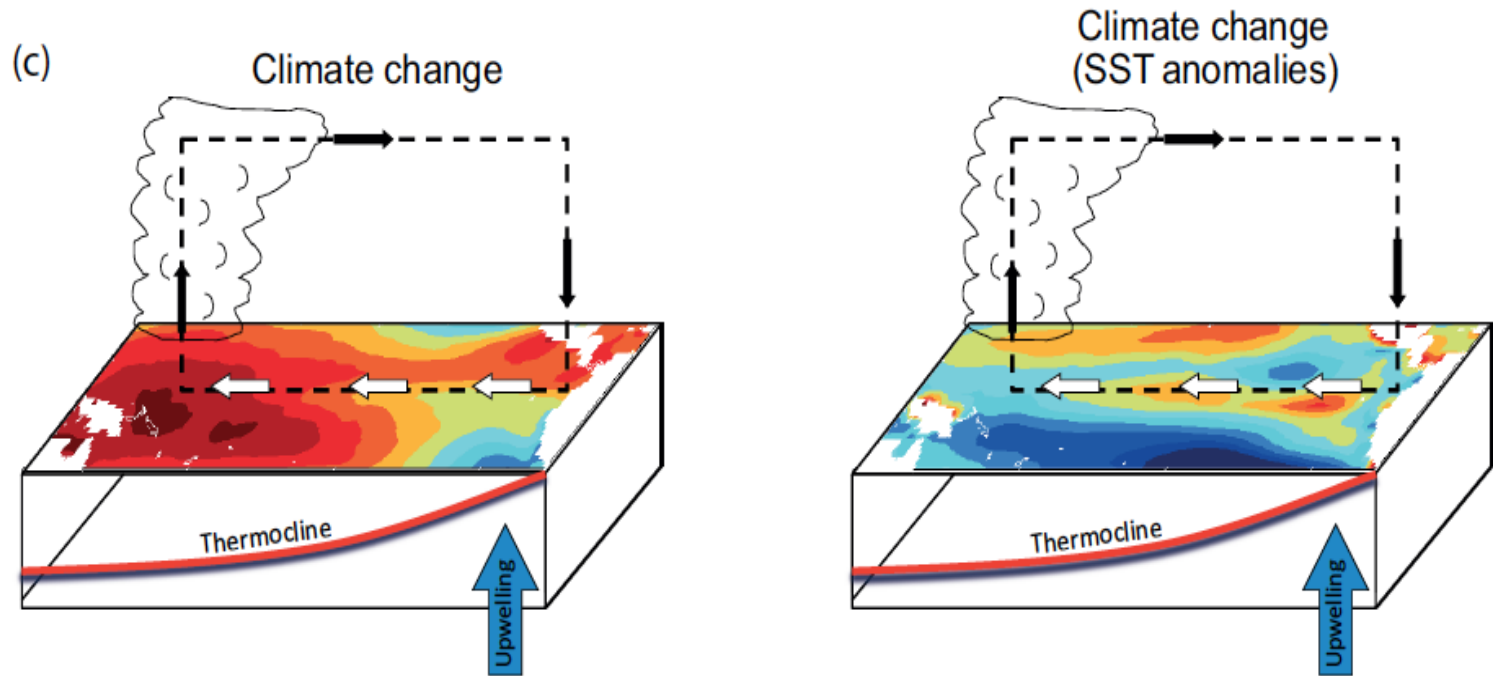 (c)
Climate change
Climate change
(SST anomalies)
Thermocline
Upwelling
Thermocline
Upwelling